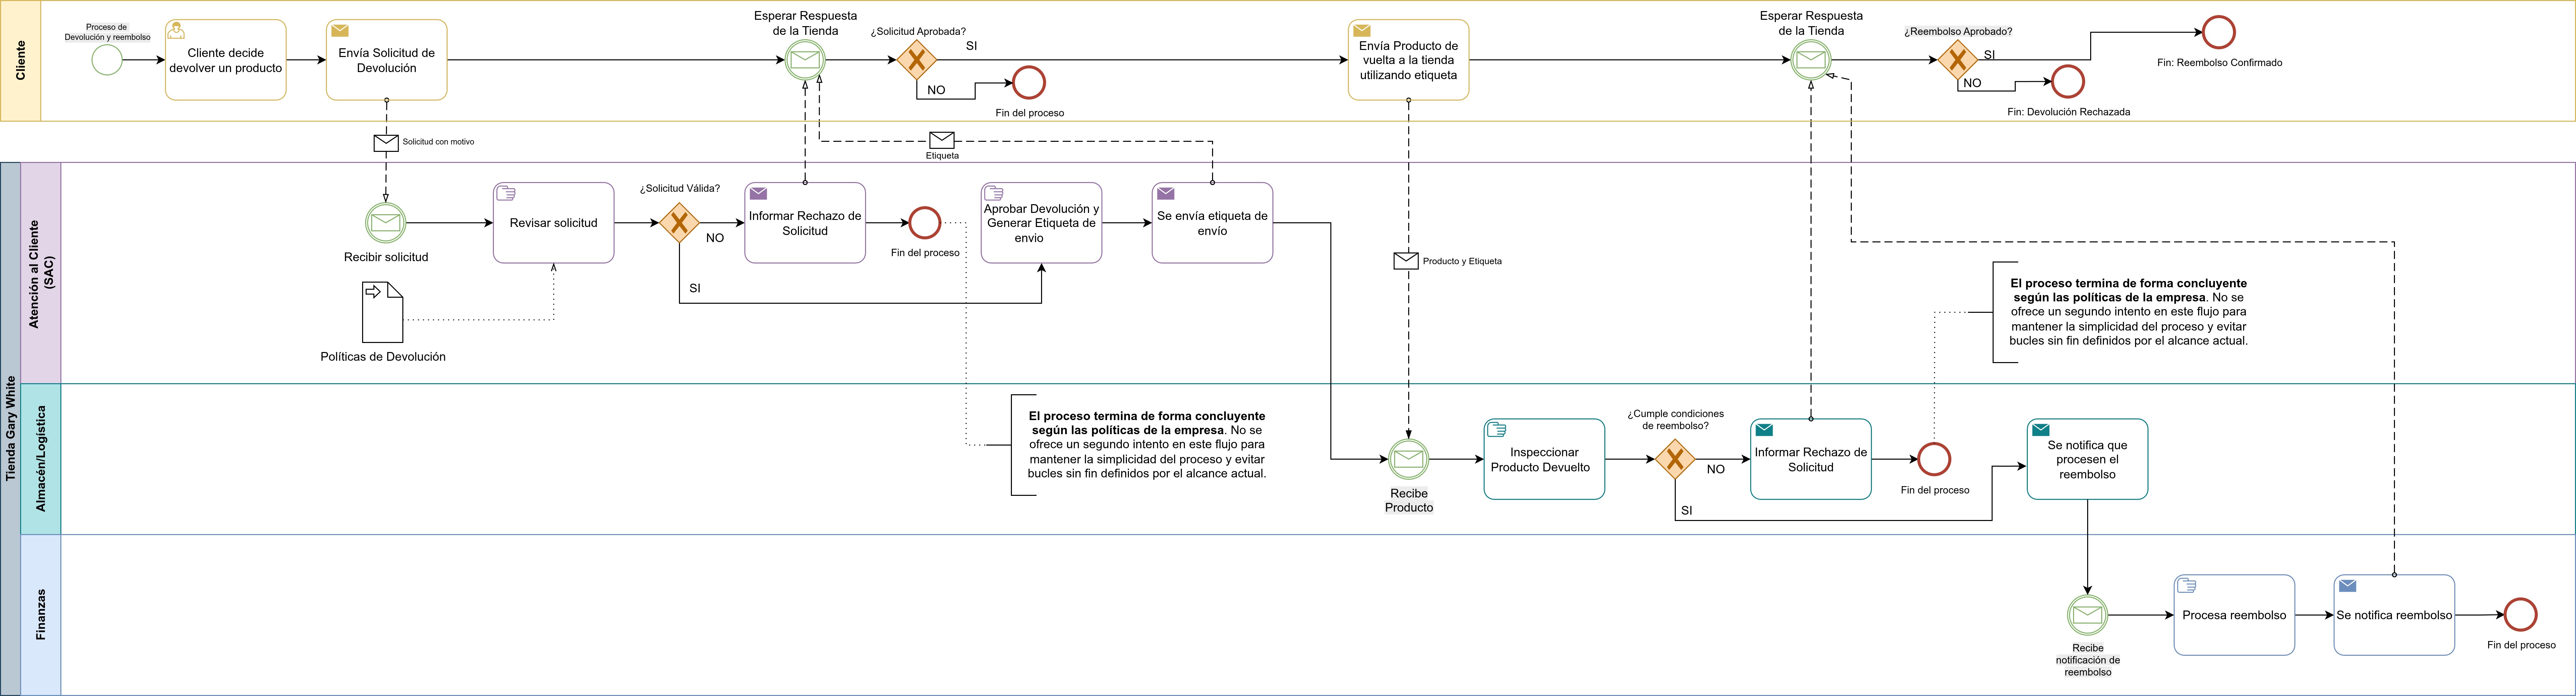 Cliente
Proceso de
Devolución y reembolso
Cliente decide
devolver un producto
Envía Solicitud de
Devolución
Esperar Respuesta
de la Tienda
¿Solicitud Aprobada?
SI
NO
Fin del proceso
Envía Producto de
vuelta a la tienda
utilizando etiqueta
Esperar Respuesta
de la Tienda
¿Reembolso Aprobado?
SI
NO
Fin: Reembolso Confirmado
Fin: Devolución Rechazada
Solicitud con motivo
Etiqueta
Tienda Gary White
Atención al Cliente
(SAC)
Recibir solicitud
Políticas de Devolución
Revisar solicitud
¿Solicitud Válida?
NO
SI
Informar Rechazo de
Solicitud
Fin del proceso
Aprobar Devolución y
Generar Etiqueta de
envio
Se envía etiqueta de
envío
Producto y Etiqueta
El proceso termina de forma concluyente
según las políticas de la empresa. No se
ofrece un segundo intento en este flujo para
mantener la simplicidad del proceso y evitar
bucles sin fin definidos por el alcance actual.
Almacén/Logística
El proceso termina de forma concluyente
según las políticas de la empresa. No se
ofrece un segundo intento en este flujo para
mantener la simplicidad del proceso y evitar
bucles sin fin definidos por el alcance actual.
Recibe
Producto
Inspeccionar
Producto Devuelto
¿Cumple condiciones
de reembolso?
NO
SI
Informar Rechazo de
Solicitud
Fin del proceso
Se notifica que
procesen el
reembolso
Finanzas
Recibe
notificación de
reembolso
Procesa reembolso
Se notifica reembolso
Fin del proceso